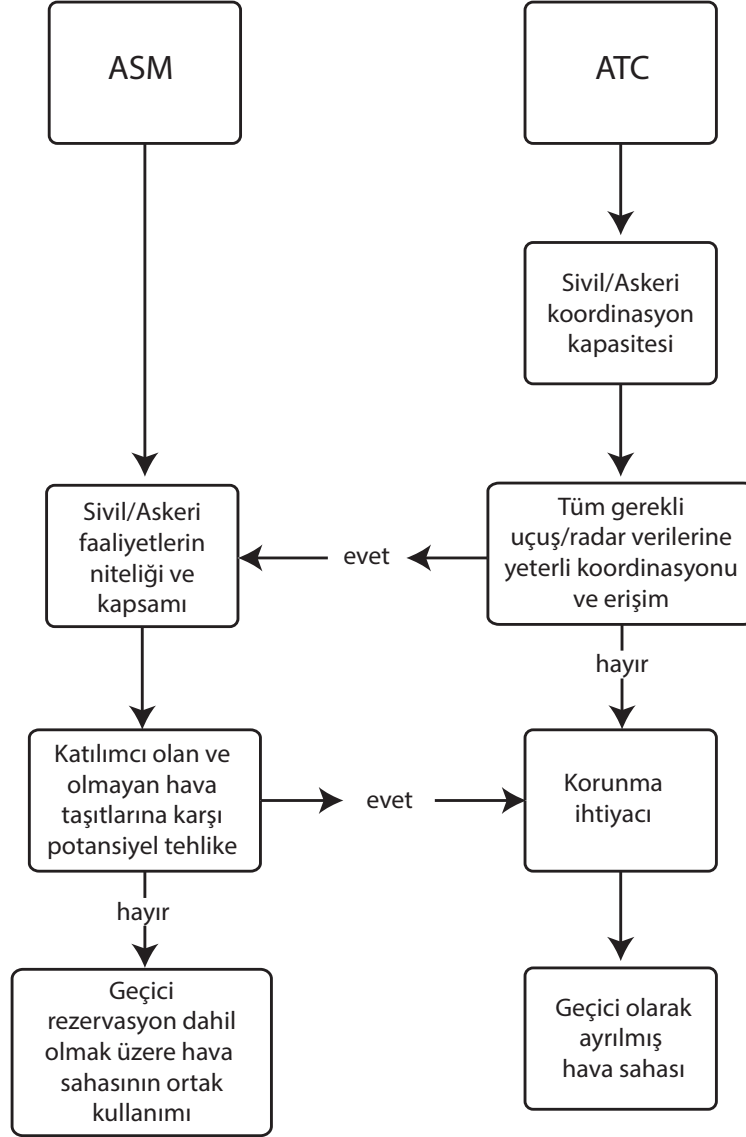 ASM
ATC
Sivil/Askeri
koordinasyon
kapasitesi
Sivil/Askeri
faaliyetlerin
niteliği ve
kapsamı
evet
Tüm gerekli
uçuş/radar verilerine
yeterli koordinasyonu
ve erişim
hayır
Katılımcı olan ve
olmayan hava
taşıtlarına karşı
potansiyel tehlike
evet
Korunma
ihtiyacı
hayır
Geçici
rezervasyon dahil
olmak üzere hava
sahasının ortak
kullanımı
Geçici olarak
ayrılmış
hava sahası